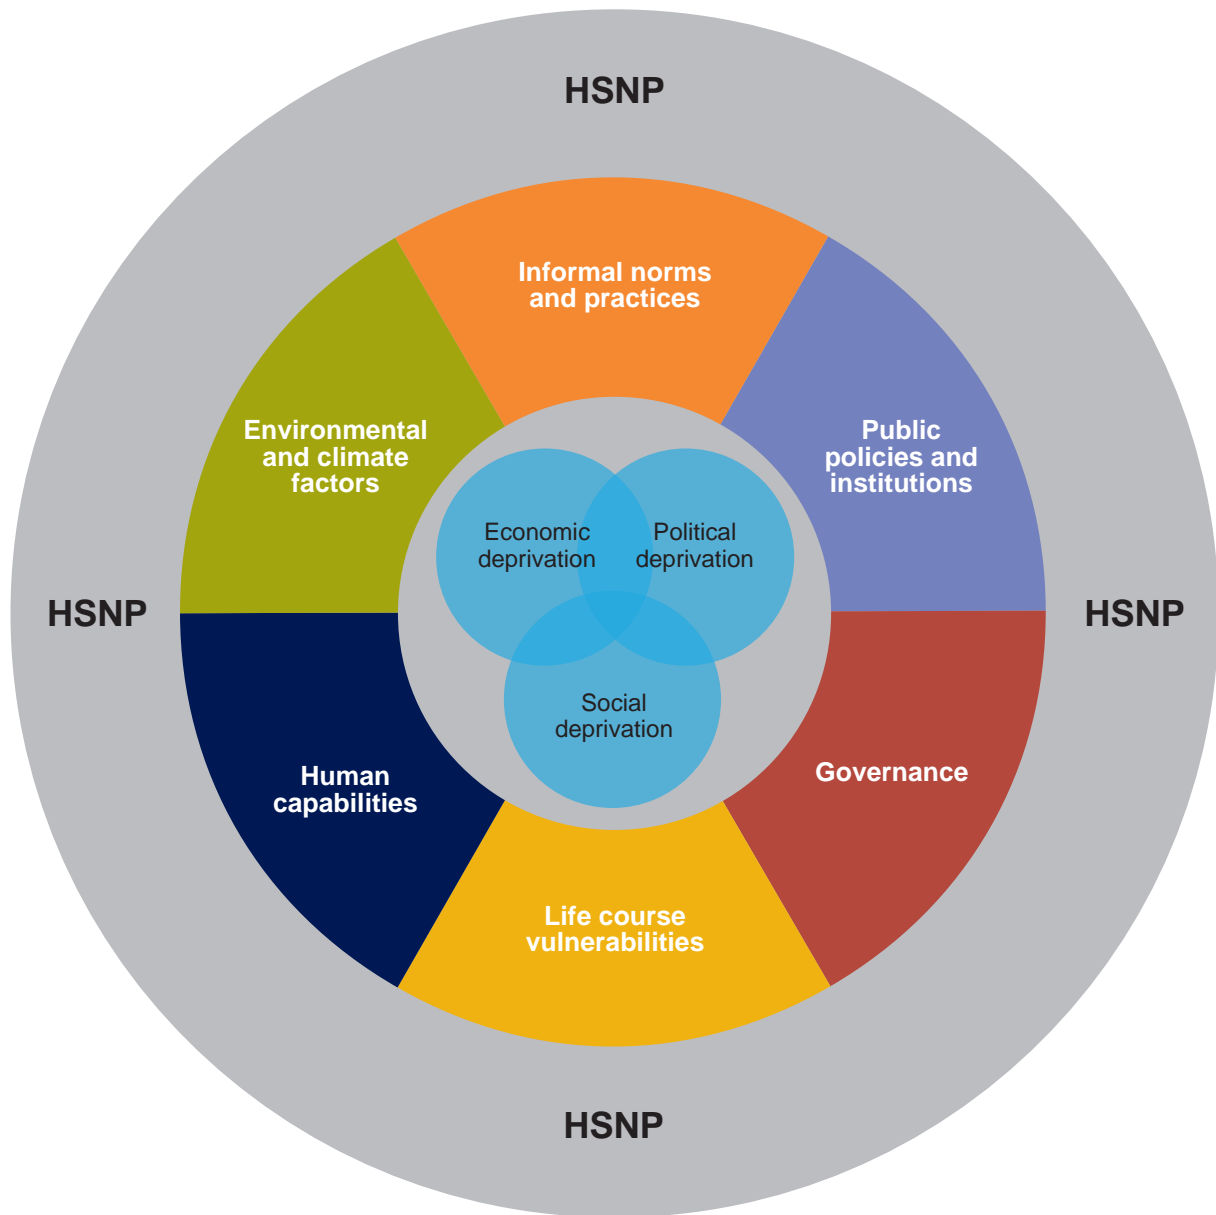 HSNP
Informal norms
and practices
Environmental
and climate
factors
Public
policies and
institutions
Economic
deprivation
Political
deprivation
HSNP
HSNP
Social
deprivation
Human
capabilities
Governance
Life course
vulnerabilities
HSNP